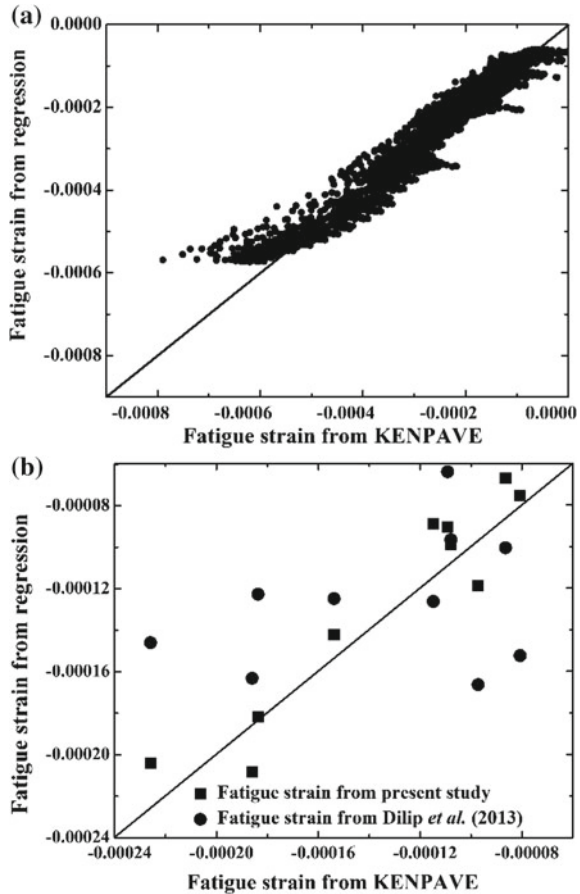 (a)
0.0000
-0.0002
-0.0004
-0.0006
-0.0008
Fatigue strain from regression
-0.0008 -0.0006 -0.0004 -0.0002 0.0000
Fatigue strain from KENPAVE
(b)
-0.00008
-0.00012
-0.00016
-0.00020
-0.00024
Fatigue strain from regression
Fatigue strain from present study
Fatigue strain from Dilip et al. (2013)
-0.00024 -0.00020 -0.00016 -0.00012 -0.00008
Fatigue strain from KENPAVE